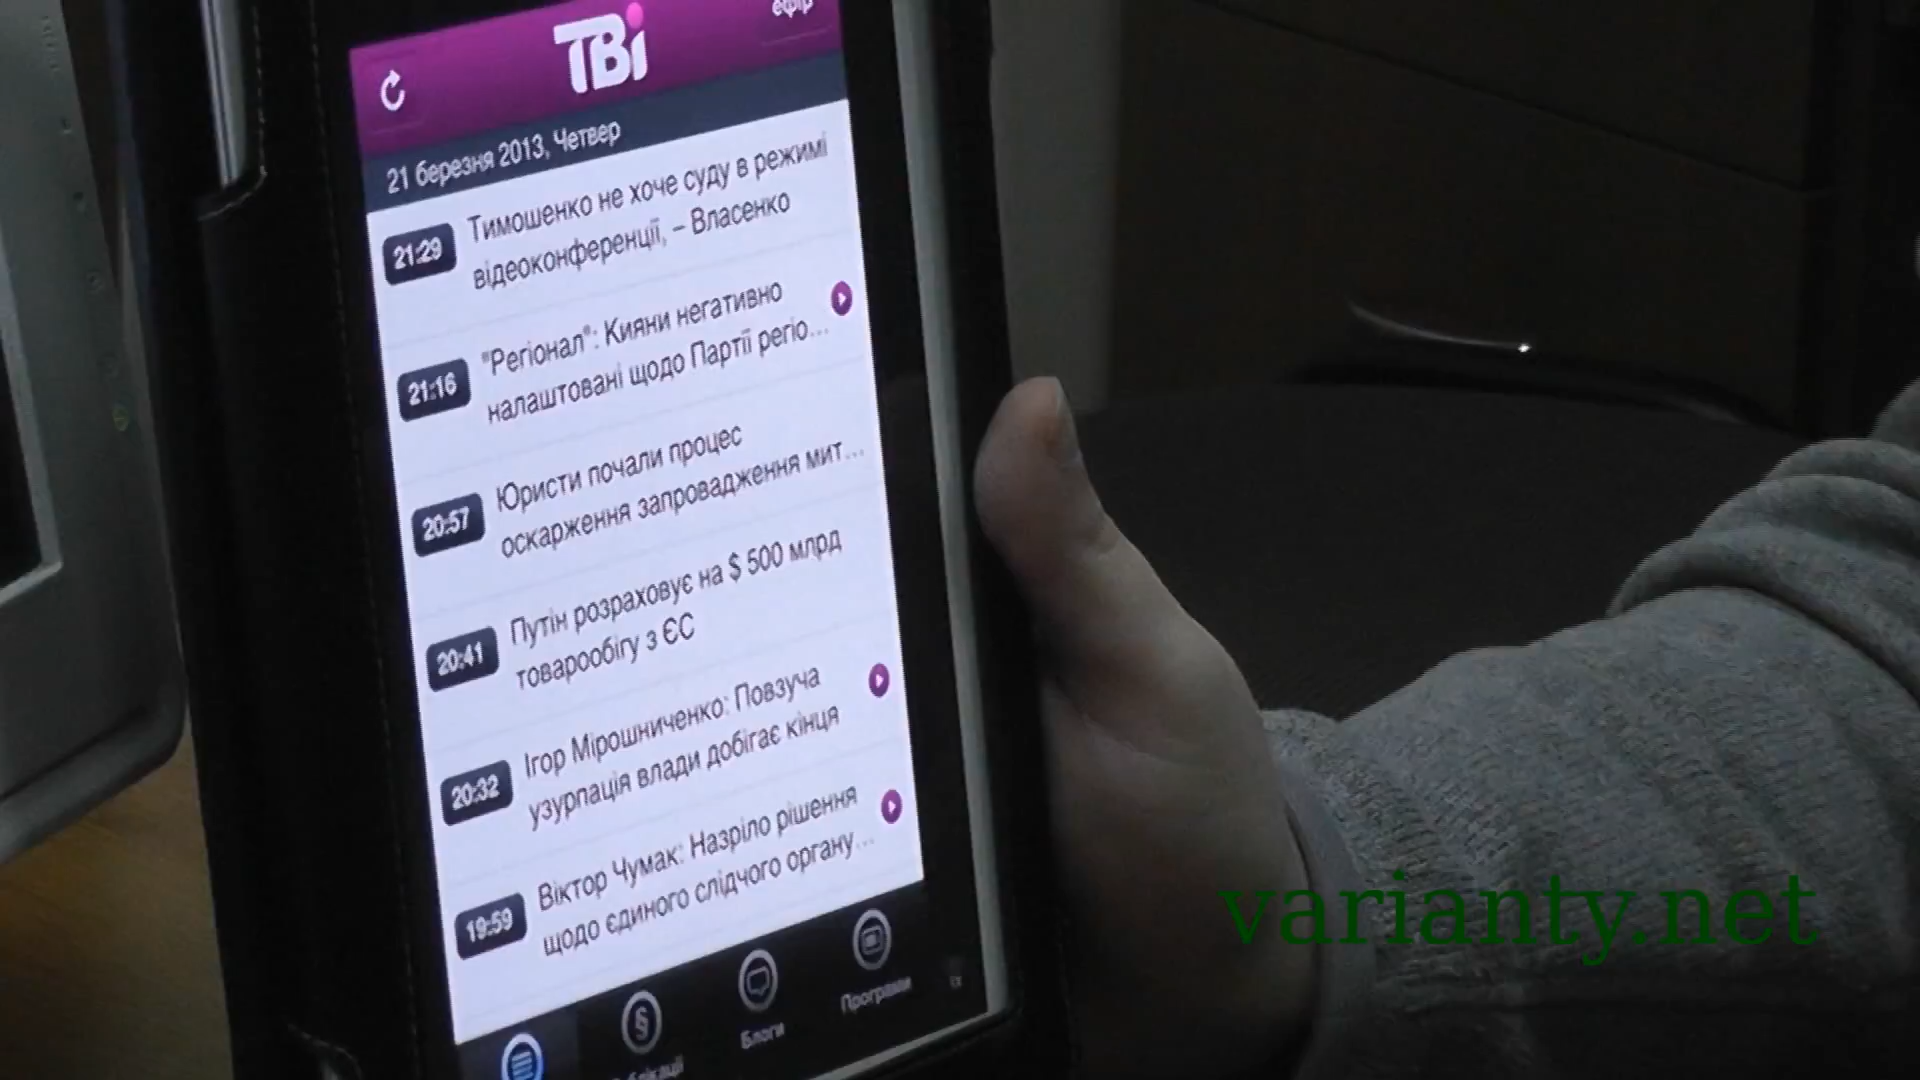 ТВі
ефір
21 березня 2013, Четвер
21:29
Тимошенко не хоче суду в режимі
відеоконференції, – Власенко
21:16
"Регіонал": Кияни негативно
налаштовані щодо Партії регіо...
20:57
Юристи почали процес
оскарження запровадження мит...
20:41
Путін розраховує на $ 500 млрд
товарообігу з ЄС
20:32
Ігор Мірошниченко: Повзуча
узурпація влади добігає кінця
19:59
Віктор Чумак: Назріло рішення
щодо єдиного слідчого органу...
Блоги
Програми
varianty.net